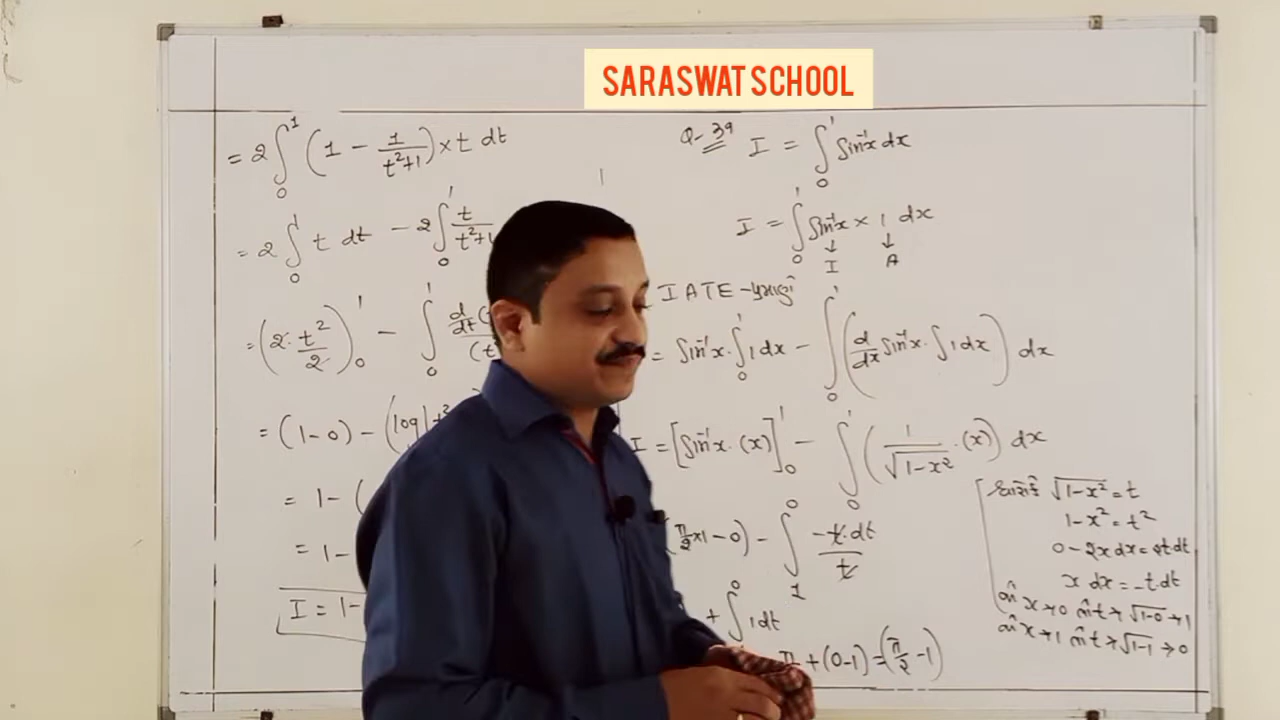 SARASWAT SCHOOL
= 2 ∫₀¹ (1 − 1/(t²+1)) × t dt
= 2 ∫₀¹ t dt − 2 ∫₀¹ t/(t²+1
= (2· t²/2)₀¹ − ∫₀¹ d/dt(
= (1−0) − (log|t²
= 1 − (
= 1 −
I = 1−
Q-39 I = ∫₀¹ Sin⁻¹x dx
I = ∫₀¹ Sin⁻¹x × 1 dx
↓ ↓
I A
IATE -
= Sin⁻¹x · ∫₀¹ 1 dx − ∫₀¹ (d/dx Sin⁻¹x · ∫ 1 dx) dx
I = [Sin⁻¹x · (x)]₀¹ − ∫₀¹ (1/√(1−x²) · (x)) dx
(π/2 × 1 − 0) − ∫₁⁰ −t·dt/t
+ ∫⁰ 1 dt
π + (0−1) = (π/2 − 1)
√(1−x²) = t
1−x² = t²
0 − 2x dx = 2t dt
x dx = −t dt
x→0 t→√(1−0)→1
x→1 t→√(1−1)→0